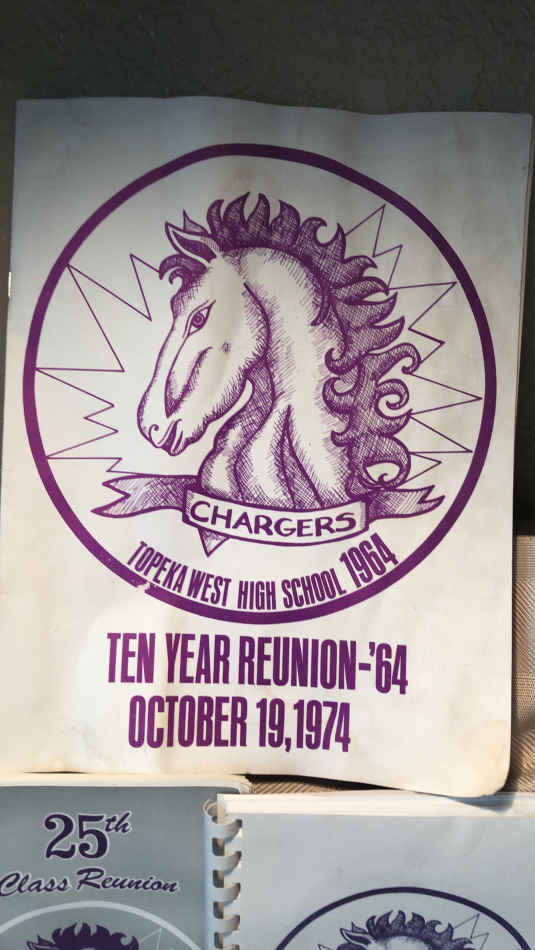 CHARGERS
TOPEKA WEST HIGH SCHOOL 1964
TEN YEAR REUNION-'64
OCTOBER 19, 1974
25th
Class Reunion